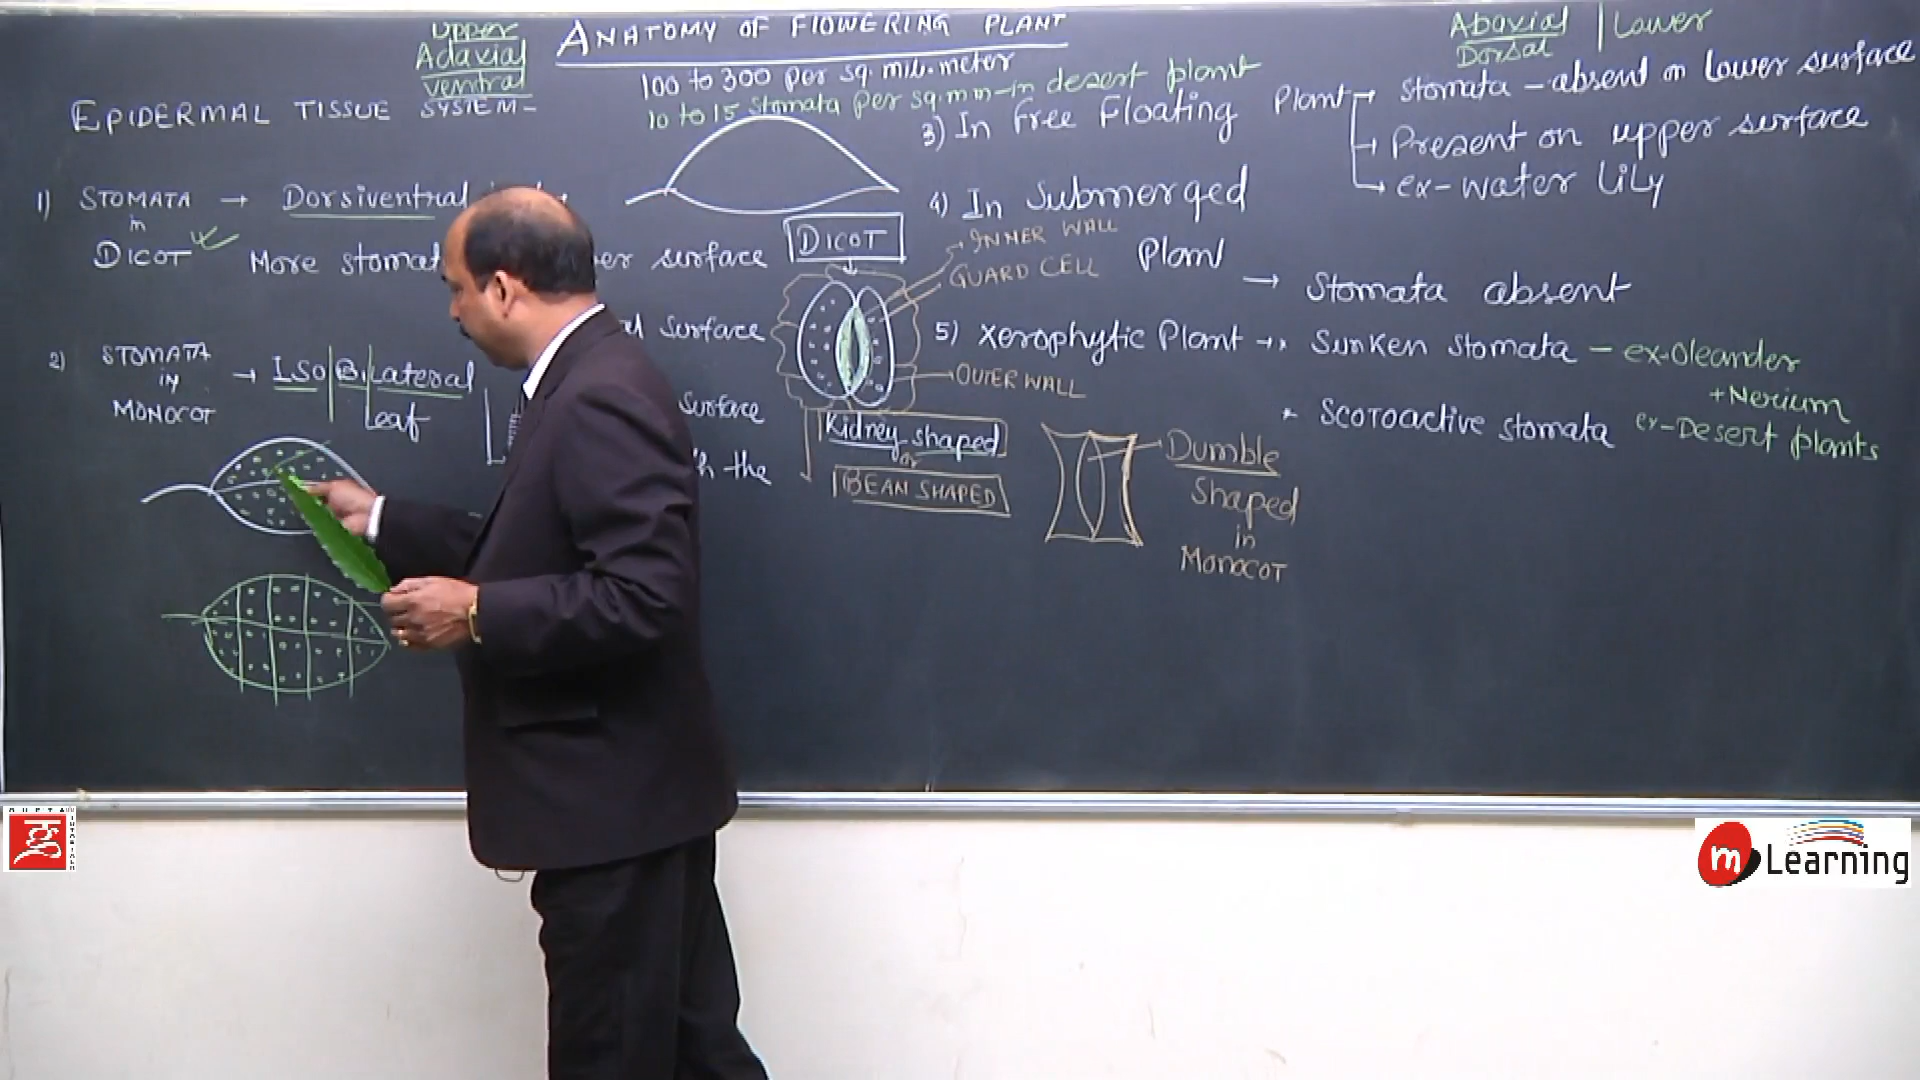 Upper
Adaxial
ventral
ANATOMY OF FlOWERING PLANT
Abaxial | Lower
Dorsal
100 to 300 per sq. mili. meter
10 to 15 stomata per sq.mm-in desert plant
EPIDERMAL TISSUE SYSTEM-
1) STOMATA → Dorsiventral
in
DICOT
More surface
Surface
2) STOMATA → ISo|Bi|Lateral
in
MONOCOT
Leaf
Surface
the
3) In Free Floating Plant → stomata - absent on lower surface
→ Present on upper surface
→ ex-water lily
4) In Submerged
Plant
→ Stomata absent
DICOT
INNER WALL
GUARD CELL
OUTER WALL
Kidney shaped
or
BEAN SHAPED
5) Xerophytic Plant → * Sunken stomata - ex-Oleander
+ Nerium
* Scotoactive stomata ex-Desert plants
Dumble
Shaped
in
MONOCOT
GUPTA
m Learning